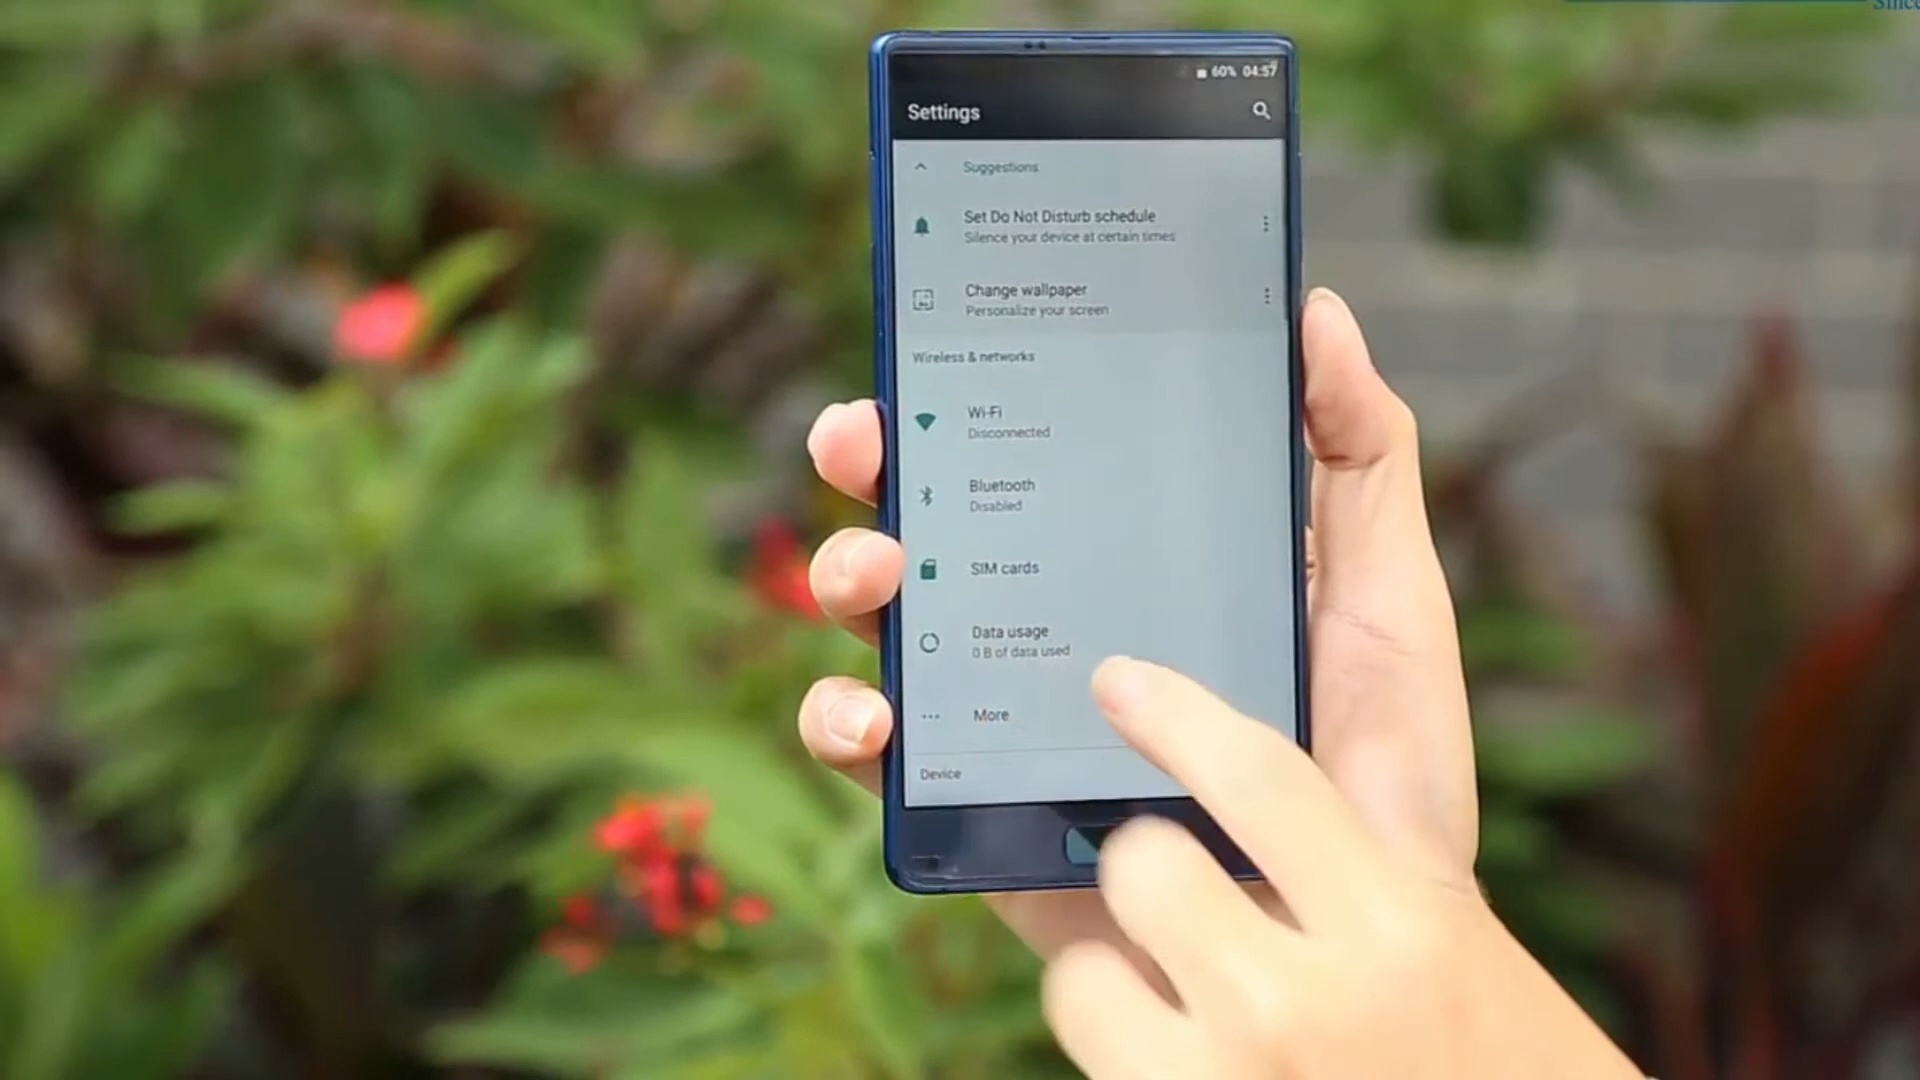 Since
60% 04:57
Settings
Suggestions
Set Do Not Disturb schedule
Silence your device at certain times
Change wallpaper
Personalize your screen
Wireless & networks
Wi-Fi
Disconnected
Bluetooth
Disabled
SIM cards
Data usage
0 B of data used
More
Device